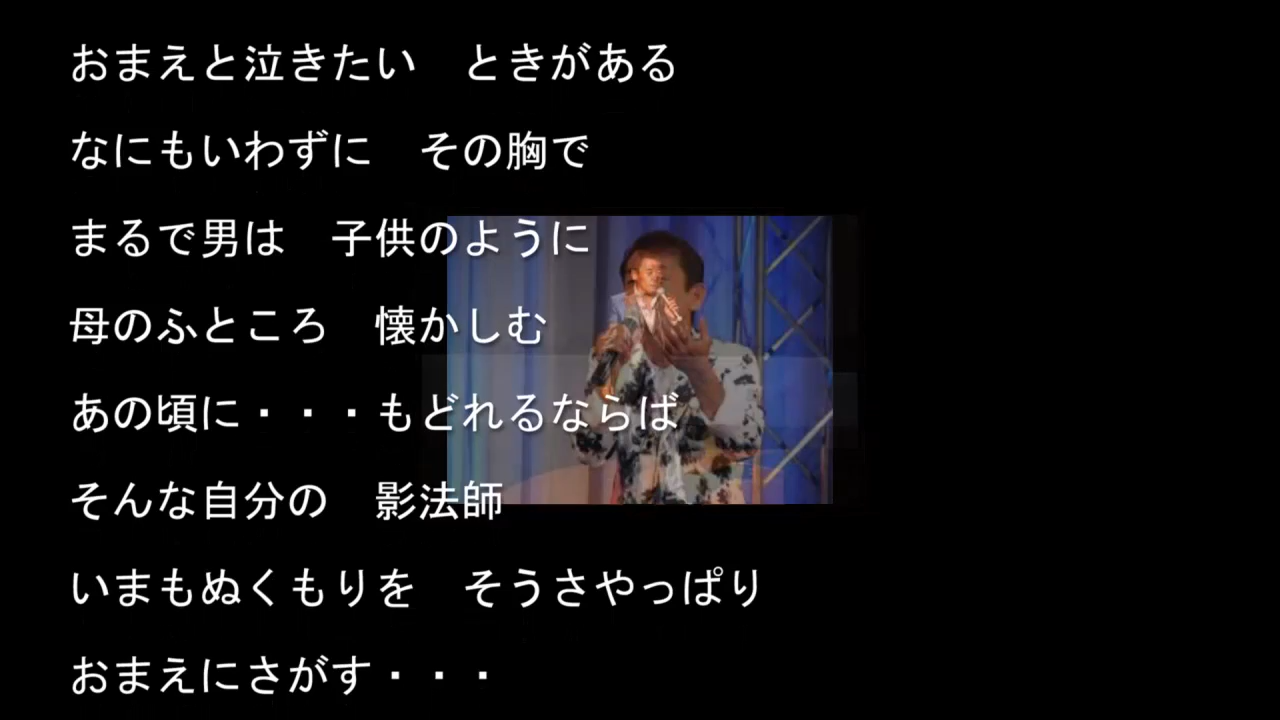 おまえと泣きたい　ときがある
なにもいわずに　その胸で
まるで男は　子供のように
母のふところ　懐かしむ
あの頃に・・・もどれるならば
そんな自分の　影法師
いまもぬくもりを　そうさやっぱり
おまえにさがす・・・